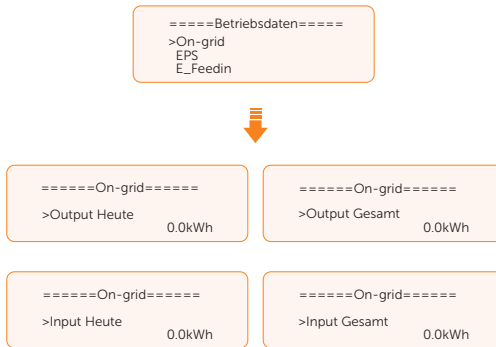 =====Betriebsdaten=====
>On-grid
EPS
E_Feedin
======On-grid======
>Output Heute
0.0kWh
======On-grid======
>Output Gesamt
0.0kWh
======On-grid======
>Input Heute
0.0kWh
======On-grid======
>Input Gesamt
0.0kWh